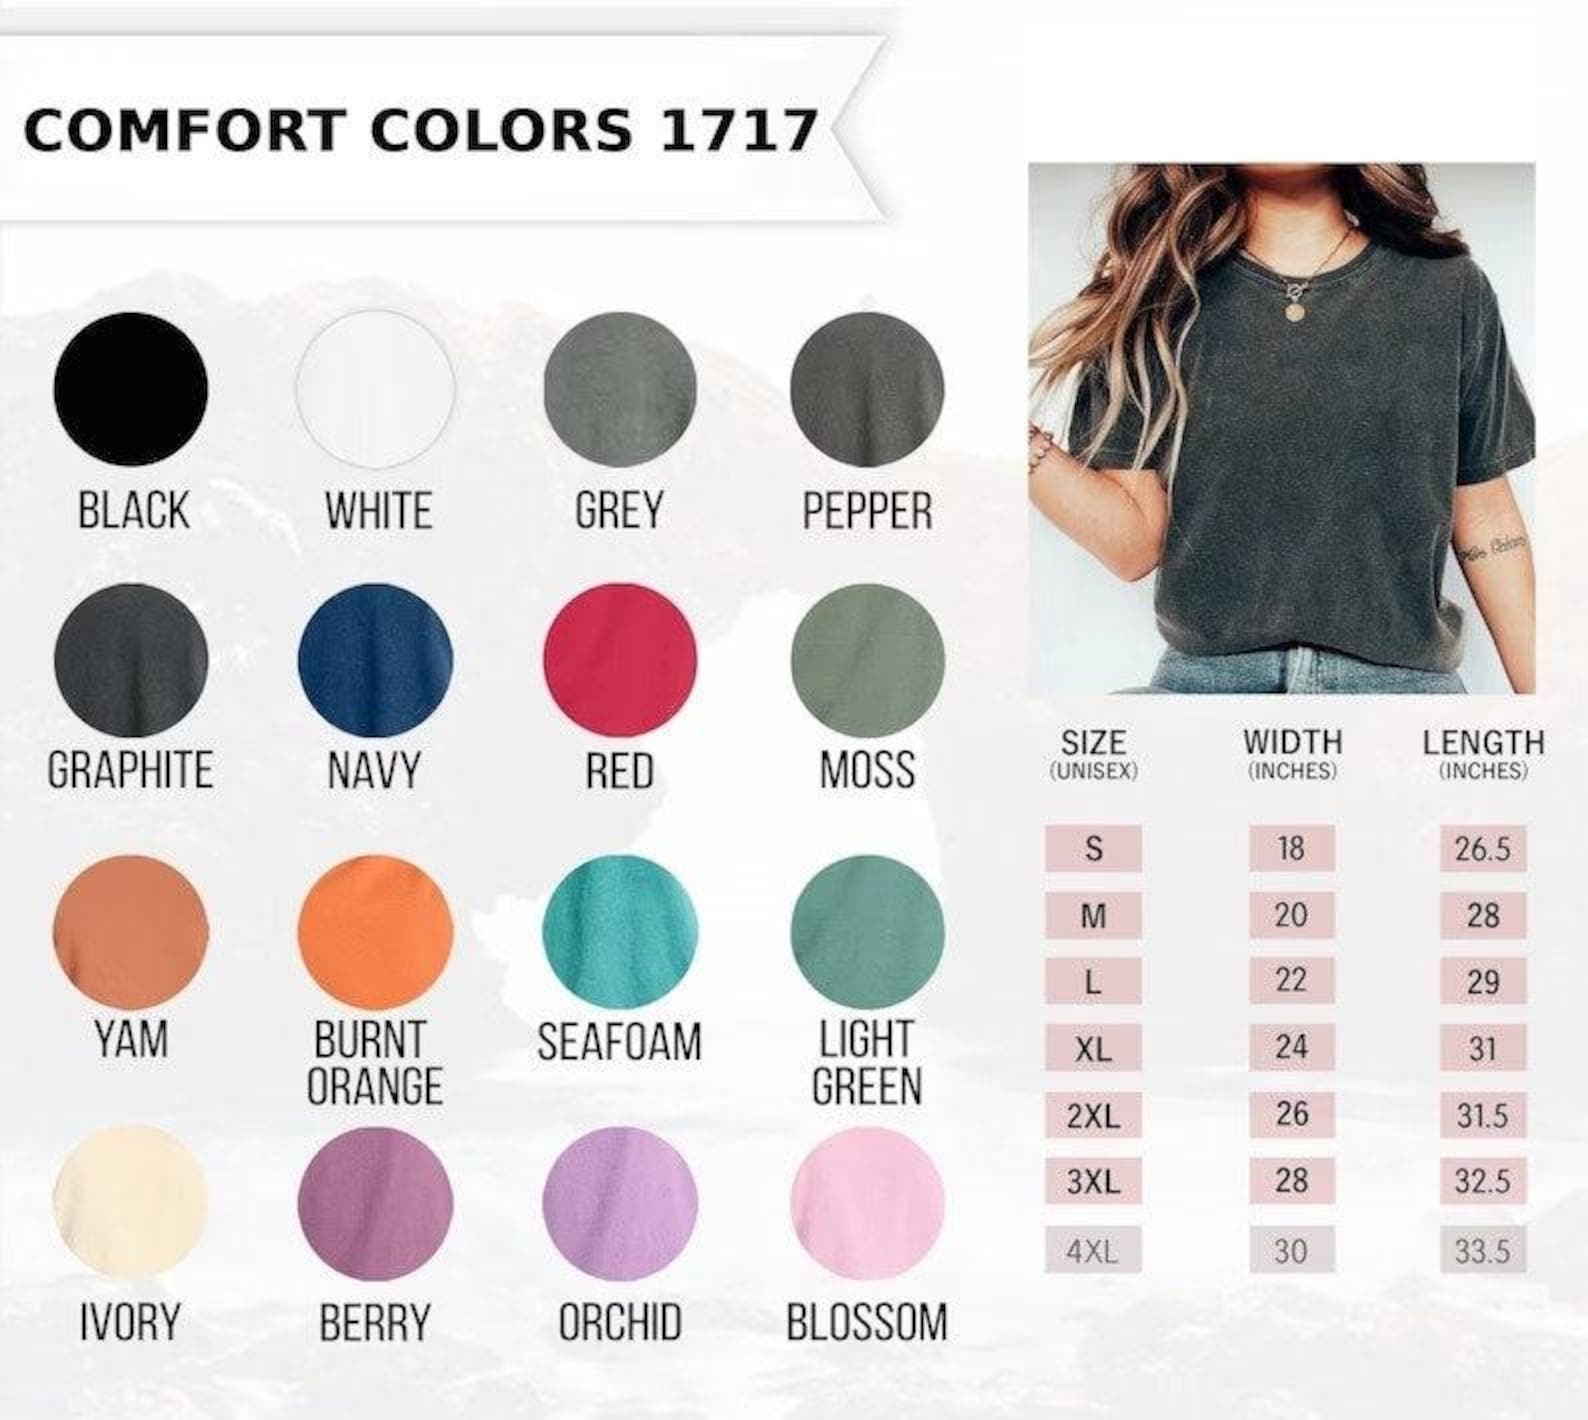 COMFORT COLORS 1717
BLACK
WHITE
GREY
PEPPER
GRAPHITE
NAVY
RED
MOSS
YAM
BURNT
ORANGE
SEAFOAM
LIGHT
GREEN
IVORY
BERRY
ORCHID
BLOSSOM
SIZE WIDTH LENGTH
(UNISEX) (INCHES) (INCHES)
S 18 26.5
M 20 28
L 22 29
XL 24 31
2XL 26 31.5
3XL 28 32.5
4XL 30 33.5